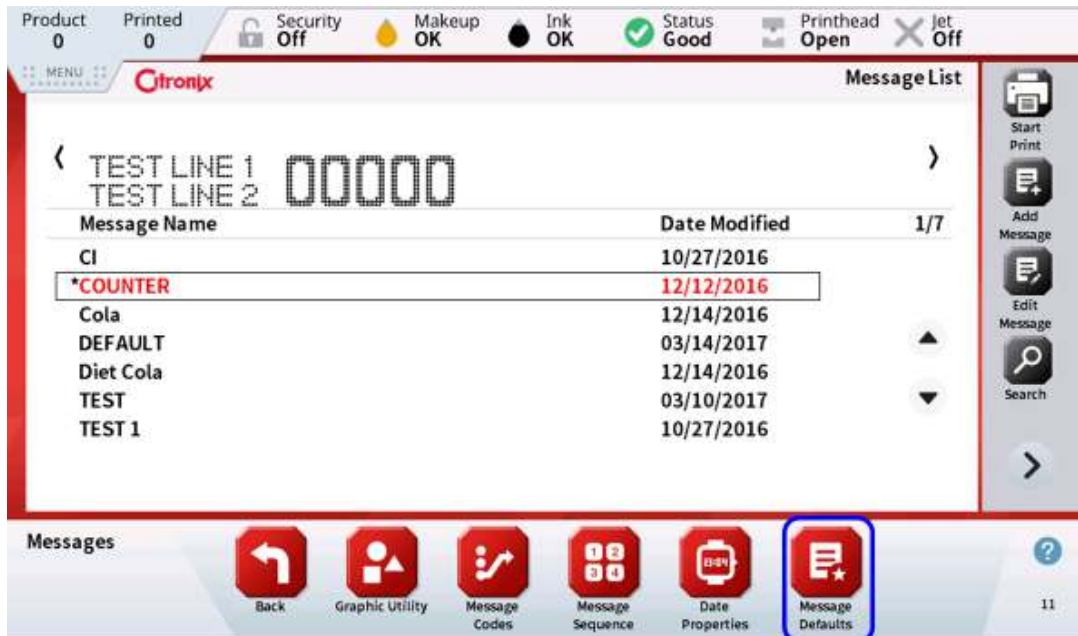 Product Printed Security Makeup Ink Status Printhead Jet
0 0 Off OK OK Good Open Off
MENU Citronix Message List
TEST LINE 1 00000
TEST LINE 2
Message Name Date Modified 1/7
CI 10/27/2016
*COUNTER 12/12/2016
Cola 12/14/2016
DEFAULT 03/14/2017
Diet Cola 12/14/2016
TEST 03/10/2017
TEST 1 10/27/2016
Start
Print
Add
Message
Edit
Message
Search
Messages
Back
Graphic Utility
Message
Codes
1 2
3 4
Message
Sequence
Date
Properties
Message
Defaults
?
11